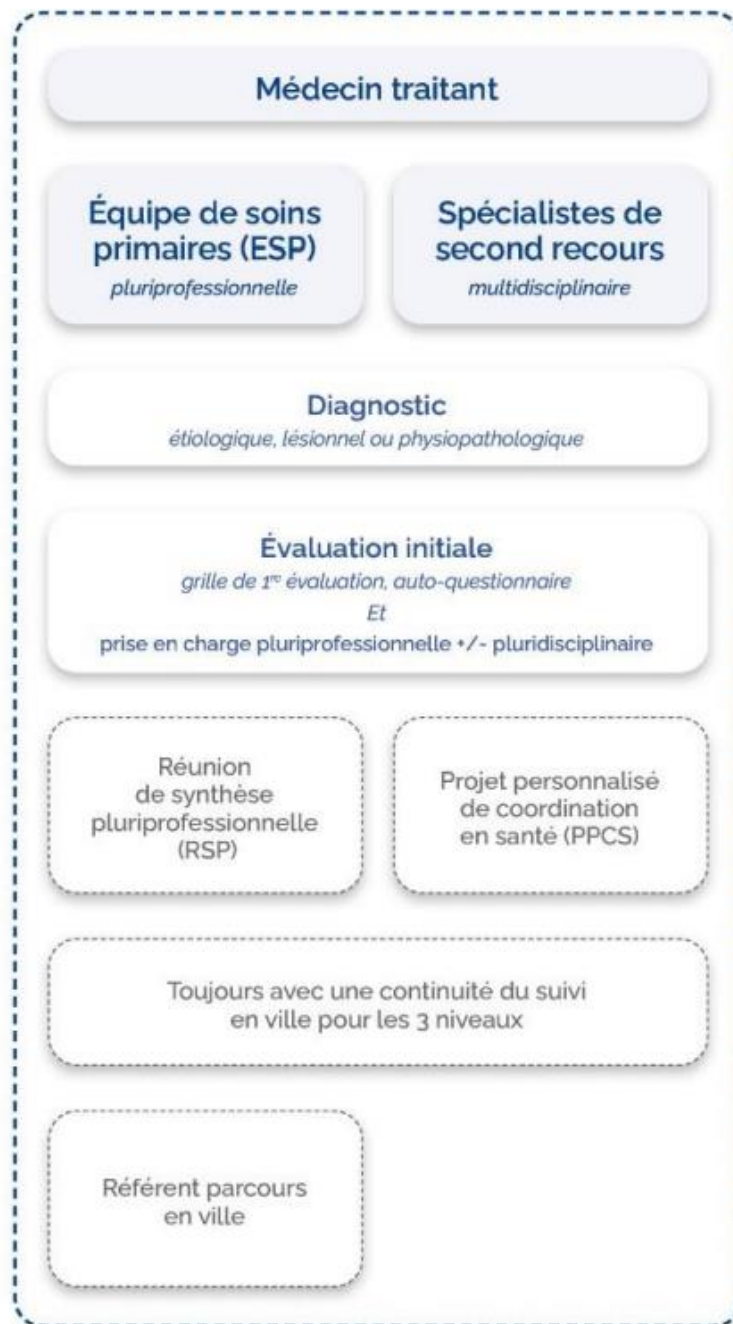 Médecin traitant
Équipe de soins
primaires (ESP)
pluriprofessionnelle
Spécialistes de
second recours
multidisciplinaire
Diagnostic
étiologique, lésionnel ou physiopathologique
Évaluation initiale
grille de 1re évaluation, auto-questionnaire
Et
prise en charge pluriprofessionnelle +/- pluridisciplinaire
Réunion
de synthèse
pluriprofessionnelle
(RSP)
Projet personnalisé
de coordination
en santé (PPCS)
Toujours avec une continuité du suivi
en ville pour les 3 niveaux
Référent parcours
en ville